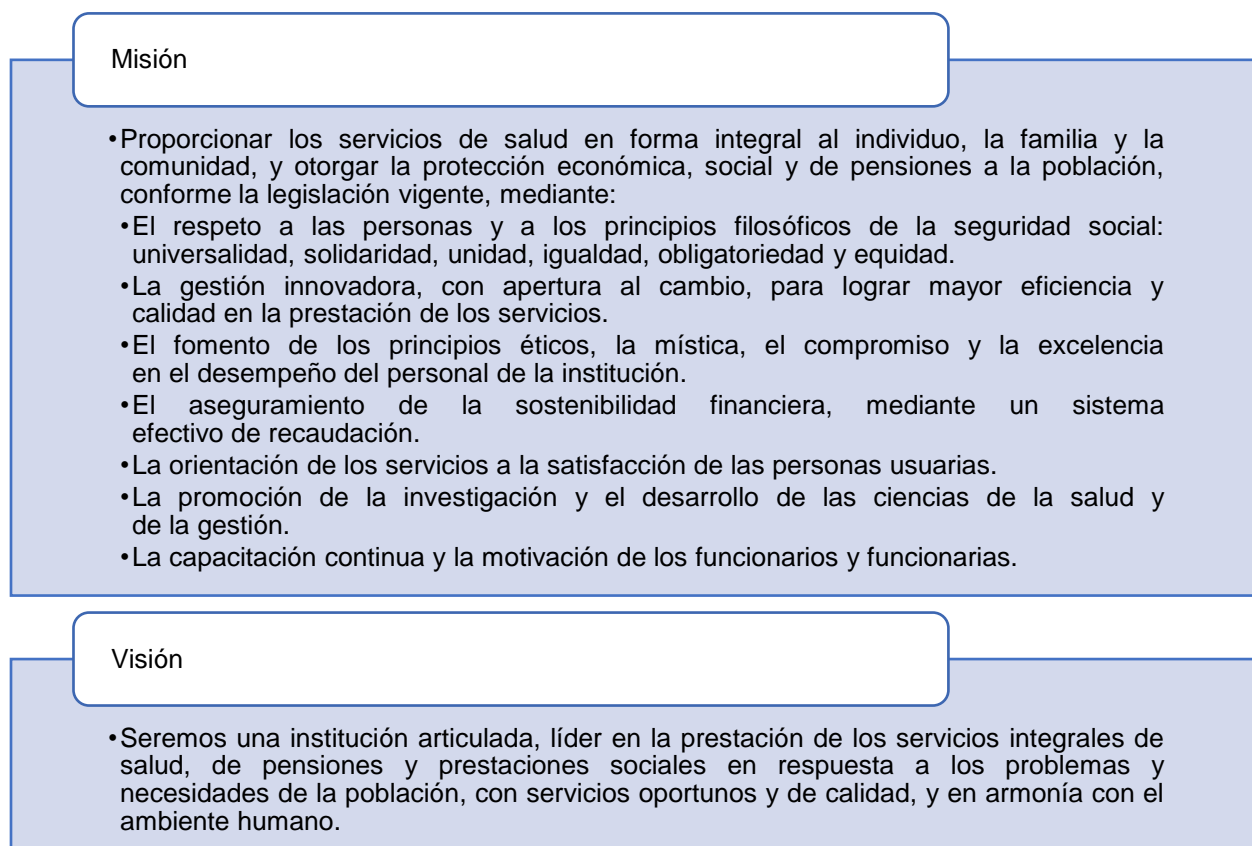 Misión
•Proporcionar los servicios de salud en forma integral al individuo, la familia y la
comunidad, y otorgar la protección económica, social y de pensiones a la población,
conforme la legislación vigente, mediante:
•El respeto a las personas y a los principios filosóficos de la seguridad social:
universalidad, solidaridad, unidad, igualdad, obligatoriedad y equidad.
•La gestión innovadora, con apertura al cambio, para lograr mayor eficiencia y
calidad en la prestación de los servicios.
•El fomento de los principios éticos, la mística, el compromiso y la excelencia
en el desempeño del personal de la institución.
•El aseguramiento de la sostenibilidad financiera, mediante un sistema
efectivo de recaudación.
•La orientación de los servicios a la satisfacción de las personas usuarias.
•La promoción de la investigación y el desarrollo de las ciencias de la salud y
de la gestión.
•La capacitación continua y la motivación de los funcionarios y funcionarias.
Visión
•Seremos una institución articulada, líder en la prestación de los servicios integrales de
salud, de pensiones y prestaciones sociales en respuesta a los problemas y
necesidades de la población, con servicios oportunos y de calidad, y en armonía con el
ambiente humano.